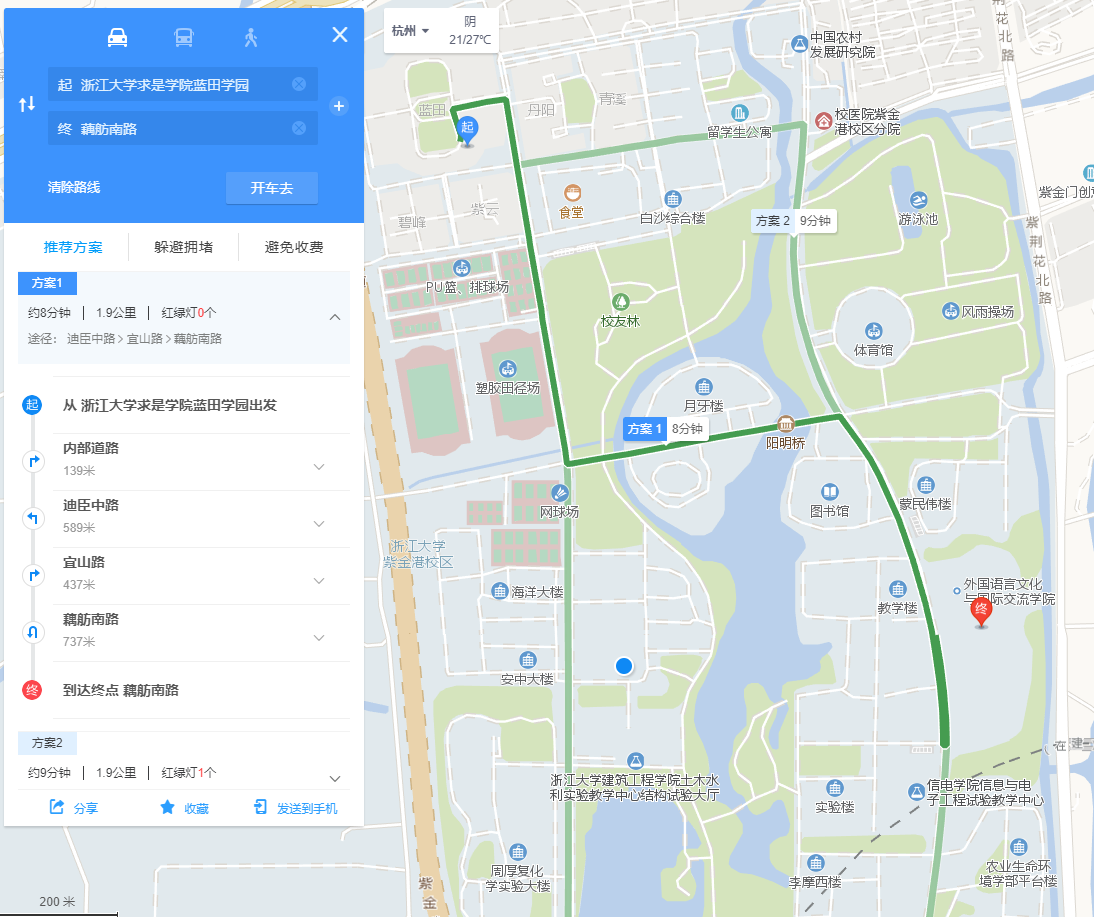 起 浙江大学求是学院蓝田学园
终 藕舫南路
清除路线
开车去
推荐方案
躲避拥堵
避免收费
方案1
约8分钟 | 1.9公里 | 红绿灯0个
途径： 迪臣中路>宜山路>藕舫南路
起 从 浙江大学求是学院蓝田学园出发
内部道路
139米
迪臣中路
589米
宜山路
437米
藕舫南路
737米
终 到达终点 藕舫南路
方案2
约9分钟 | 1.9公里 | 红绿灯1个
分享
收藏
发送到手机
200 米
杭州
阴
21/27℃
荆
花
北
路
中国农村
发展研究院
蓝田
起
丹阳
青溪
留学生公寓
校医院紫金
港校区分院
紫金门创
食堂
紫云
碧峰
白沙综合楼
方案 2 9分钟
游泳池
紫
荆
花
北
路
PU篮、排球场
校友林
风雨操场
体育馆
塑胶田径场
月牙楼
方案 1 8分钟
阳明桥
网球场
图书馆
蒙民伟楼
浙江大学
紫金港校区
海洋大楼
教学楼
外国语言文化
与国际交流学院
终
安中大楼
在建三
浙江大学建筑工程学院土木水
利实验教学中心结构试验大厅
实验楼
信电学院信息与电
子工程试验教学中心
周厚复化
学实验大楼
李摩西楼
农业生命环
境学部平台楼
紫
金